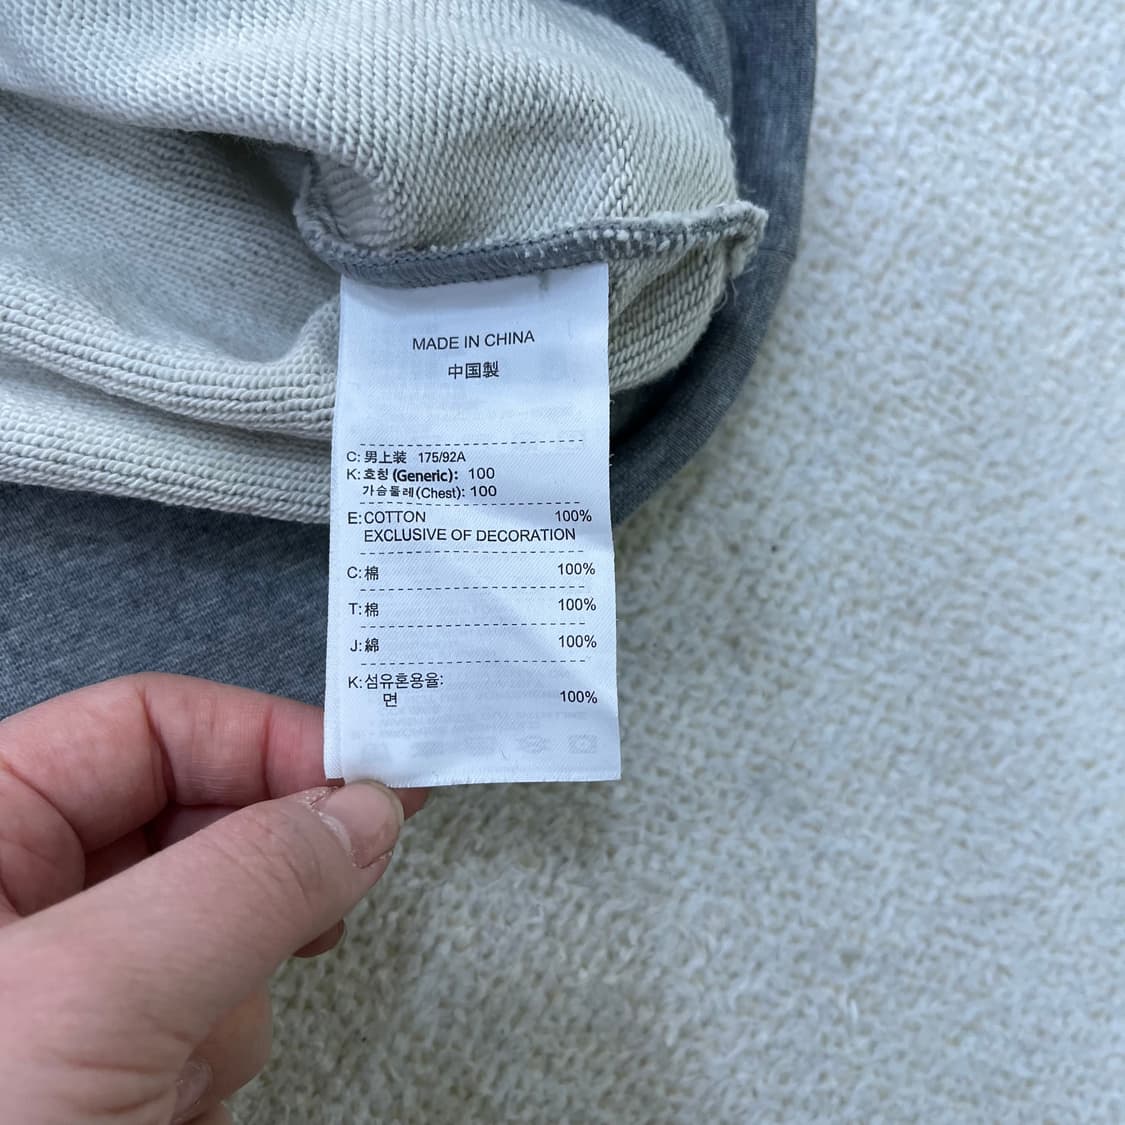 MADE IN CHINA
中国製
C: 男上装 175/92A
K: 호칭 (Generic): 100
가슴둘레(Chest): 100
E: COTTON 100%
EXCLUSIVE OF DECORATION
C: 棉 100%
T: 棉 100%
J: 綿 100%
K: 섬유혼용율:
면 100%